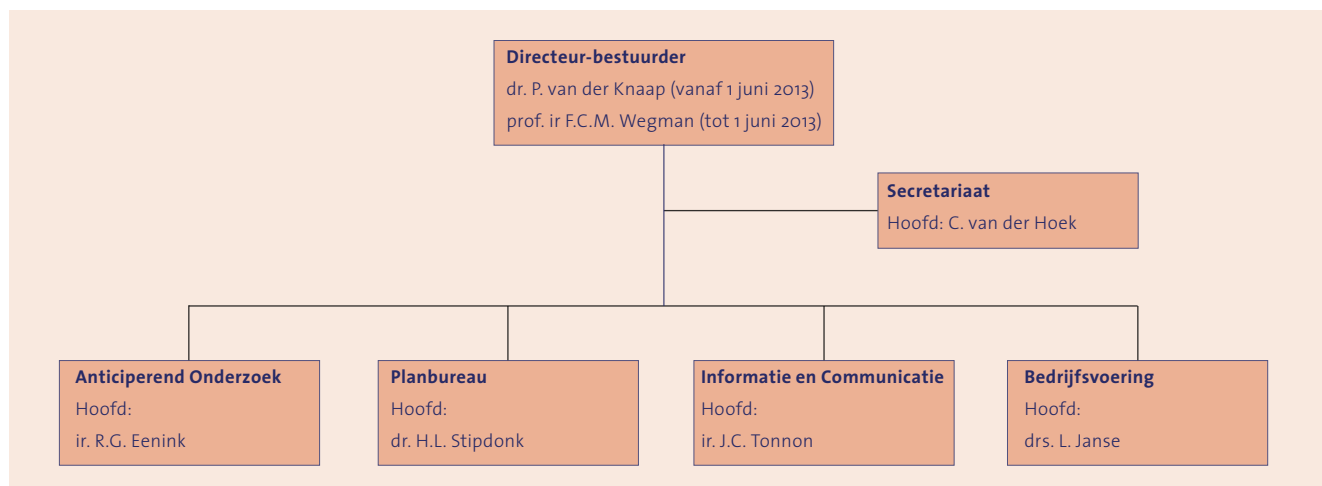 Directeur-bestuurder
dr. P. van der Knaap (vanaf 1 juni 2013)
prof. ir F.C.M. Wegman (tot 1 juni 2013)
Secretariaat
Hoofd: C. van der Hoek
Anticiperend Onderzoek
Hoofd:
ir. R.G. Eenink
Planbureau
Hoofd:
dr. H.L. Stipdonk
Informatie en Communicatie
Hoofd:
ir. J.C. Tonnon
Bedrijfsvoering
Hoofd:
drs. L. Janse